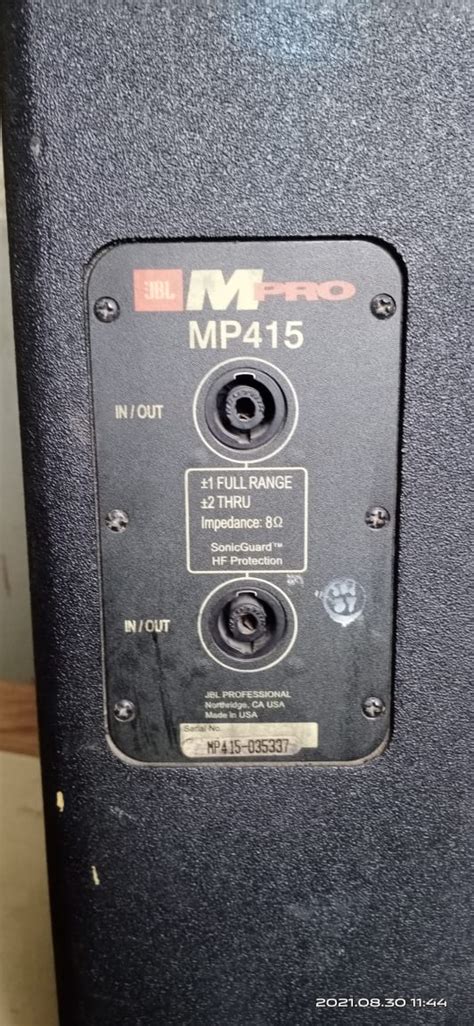 JBL MPRO
MP415
IN / OUT
±1 FULL RANGE
±2 THRU
Impedance: 8Ω
SonicGuard™
HF Protection
IN / OUT
JBL PROFESSIONAL
Northridge, CA USA
Made In USA
Serial No.
MP415-035337
2021.08.30 11:44